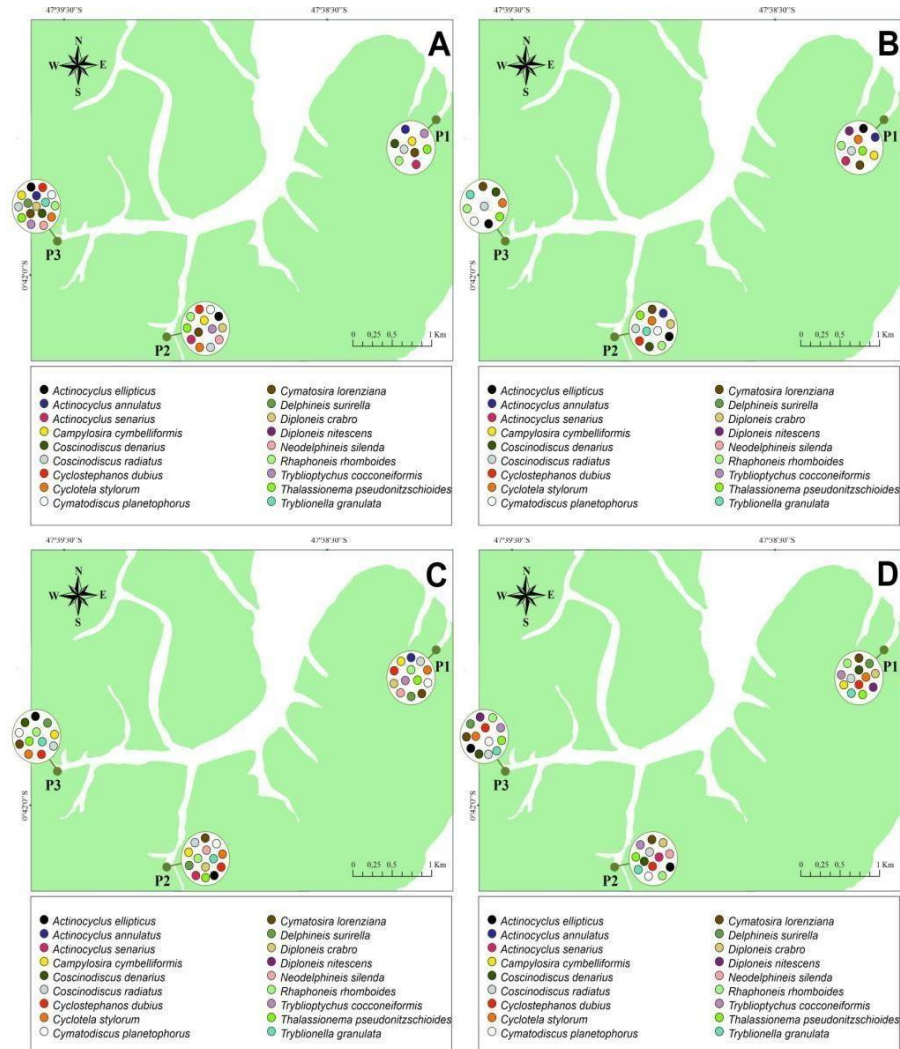 47°39'30"S 47°38'30"S 47°39'30"S 47°38'30"S
A B
N N
W E W E
S S
P1 P1
P3 P3
0°42'0"S 0°42'0"S
P2 P2
0 0,25 0,5 1 Km 0 0,25 0,5 1 Km
Actinocyclus ellipticus Cymatosira lorenziana Actinocyclus ellipticus Cymatosira lorenziana
Actinocyclus annulatus Delphineis surirella Actinocyclus annulatus Delphineis surirella
Actinocyclus senarius Diploneis crabro Actinocyclus senarius Diploneis crabro
Campylosira cymbelliformis Diploneis nitescens Campylosira cymbelliformis Diploneis nitescens
Coscinodiscus denarius Neodelphineis silenda Coscinodiscus denarius Neodelphineis silenda
Coscinodiscus radiatus Rhaphoneis rhomboides Coscinodiscus radiatus Rhaphoneis rhomboides
Cyclostephanos dubius Tryblioptychus cocconeiformis Cyclostephanos dubius Tryblioptychus cocconeiformis
Cyclotela stylorum Thalassionema pseudonitzschioides Cyclotela stylorum Thalassionema pseudonitzschioides
Cymatodiscus planetophorus Tryblionella granulata Cymatodiscus planetophorus Tryblionella granulata
47°39'30"S 47°38'30"S 47°39'30"S 47°38'30"S
C D
N N
W E W E
S S
P1 P1
P3 P3
0°42'0"S 0°42'0"S
P2 P2
0 0,25 0,5 1 Km 0 0,25 0,5 1 Km
Actinocyclus ellipticus Cymatosira lorenziana Actinocyclus ellipticus Cymatosira lorenziana
Actinocyclus annulatus Delphineis surirella Actinocyclus annulatus Delphineis surirella
Actinocyclus senarius Diploneis crabro Actinocyclus senarius Diploneis crabro
Campylosira cymbelliformis Diploneis nitescens Campylosira cymbelliformis Diploneis nitescens
Coscinodiscus denarius Neodelphineis silenda Coscinodiscus denarius Neodelphineis silenda
Coscinodiscus radiatus Rhaphoneis rhomboides Coscinodiscus radiatus Rhaphoneis rhomboides
Cyclostephanos dubius Tryblioptychus cocconeiformis Cyclostephanos dubius Tryblioptychus cocconeiformis
Cyclotela stylorum Thalassionema pseudonitzschioides Cyclotela stylorum Thalassionema pseudonitzschioides
Cymatodiscus planetophorus Tryblionella granulata Cymatodiscus planetophorus Tryblionella granulata